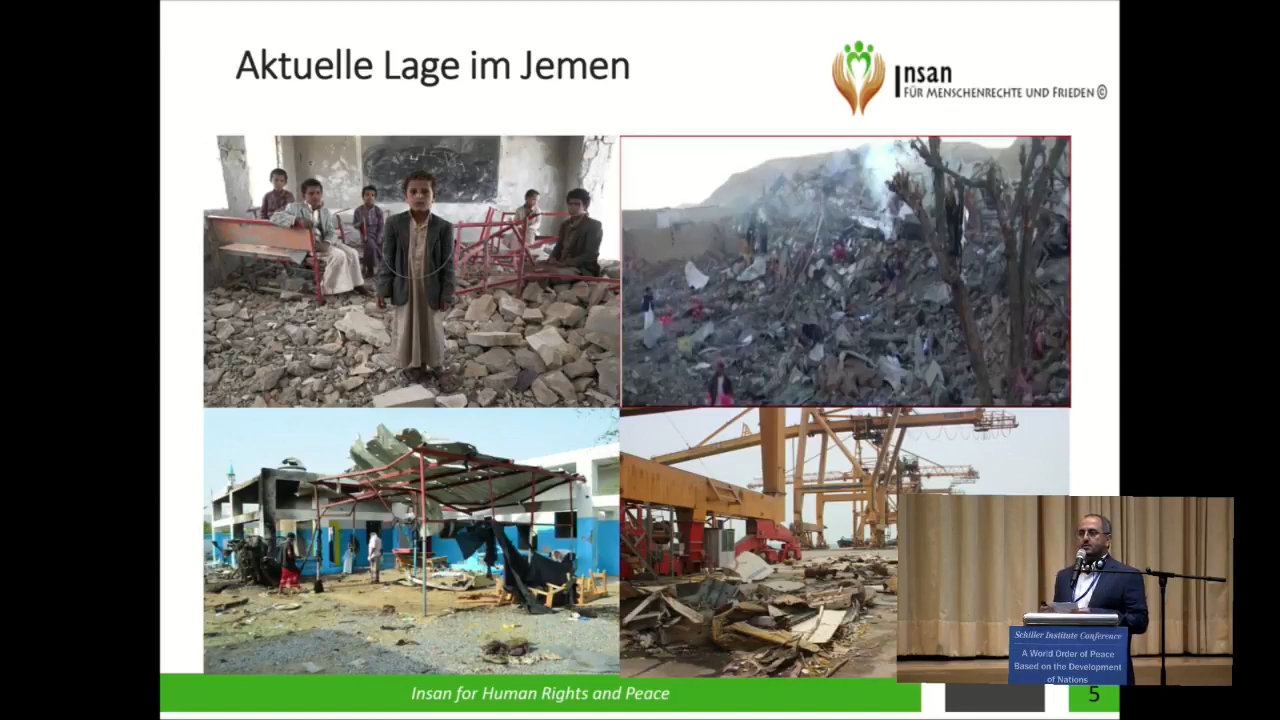 Aktuelle Lage im Jemen
Insan
FÜR MENSCHENRECHTE UND FRIEDEN ©
Schiller Institute Conference
A World Order of Peace
Based on the Development
of Nations
Insan for Human Rights and Peace
5